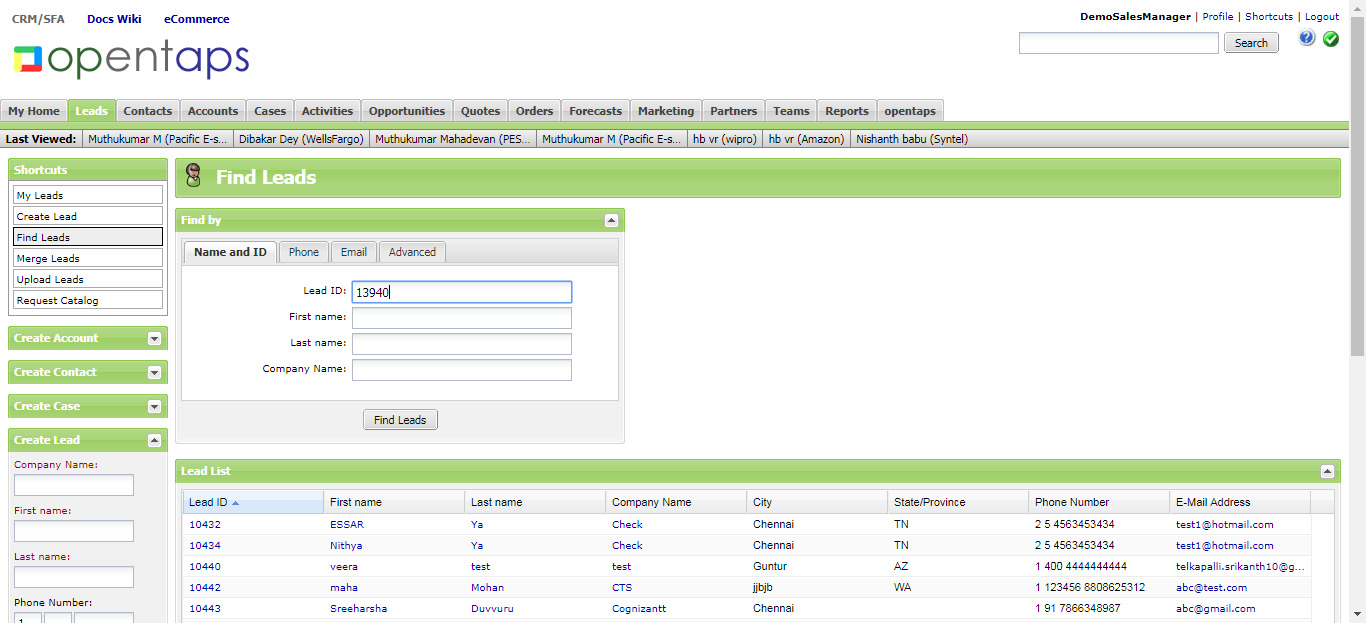 CRM/SFA Docs Wiki eCommerce
DemoSalesManager | Profile | Shortcuts | Logout
opentaps
Search
My Home Leads Contacts Accounts Cases Activities Opportunities Quotes Orders Forecasts Marketing Partners Teams Reports opentaps
Last Viewed: Muthukumar M (Pacific E-s... Dibakar Dey (WellsFargo) Muthukumar Mahadevan (PES... Muthukumar M (Pacific E-s... hb vr (wipro) hb vr (Amazon) Nishanth babu (Syntel)
Shortcuts
My Leads
Create Lead
Find Leads
Merge Leads
Upload Leads
Request Catalog
Create Account
Create Contact
Create Case
Create Lead
Company Name:
First name:
Last name:
Phone Number:
1
Find Leads
Find by
Name and ID Phone Email Advanced
Lead ID: 13940
First name:
Last name:
Company Name:
Find Leads
Lead List
Lead ID First name Last name Company Name City State/Province Phone Number E-Mail Address
10432 ESSAR Ya Check Chennai TN 2 5 4563453434 test1@hotmail.com
10434 Nithya Ya Check Chennai TN 2 5 4563453434 test1@hotmail.com
10440 veera test test Guntur AZ 1 400 4444444444 telkapalli.srikanth10@g...
10442 maha Mohan CTS jjbjb WA 1 123456 8808625312 abc@test.com
10443 Sreeharsha Duvvuru Cognizantt Chennai 1 91 7866348987 abc@gmail.com